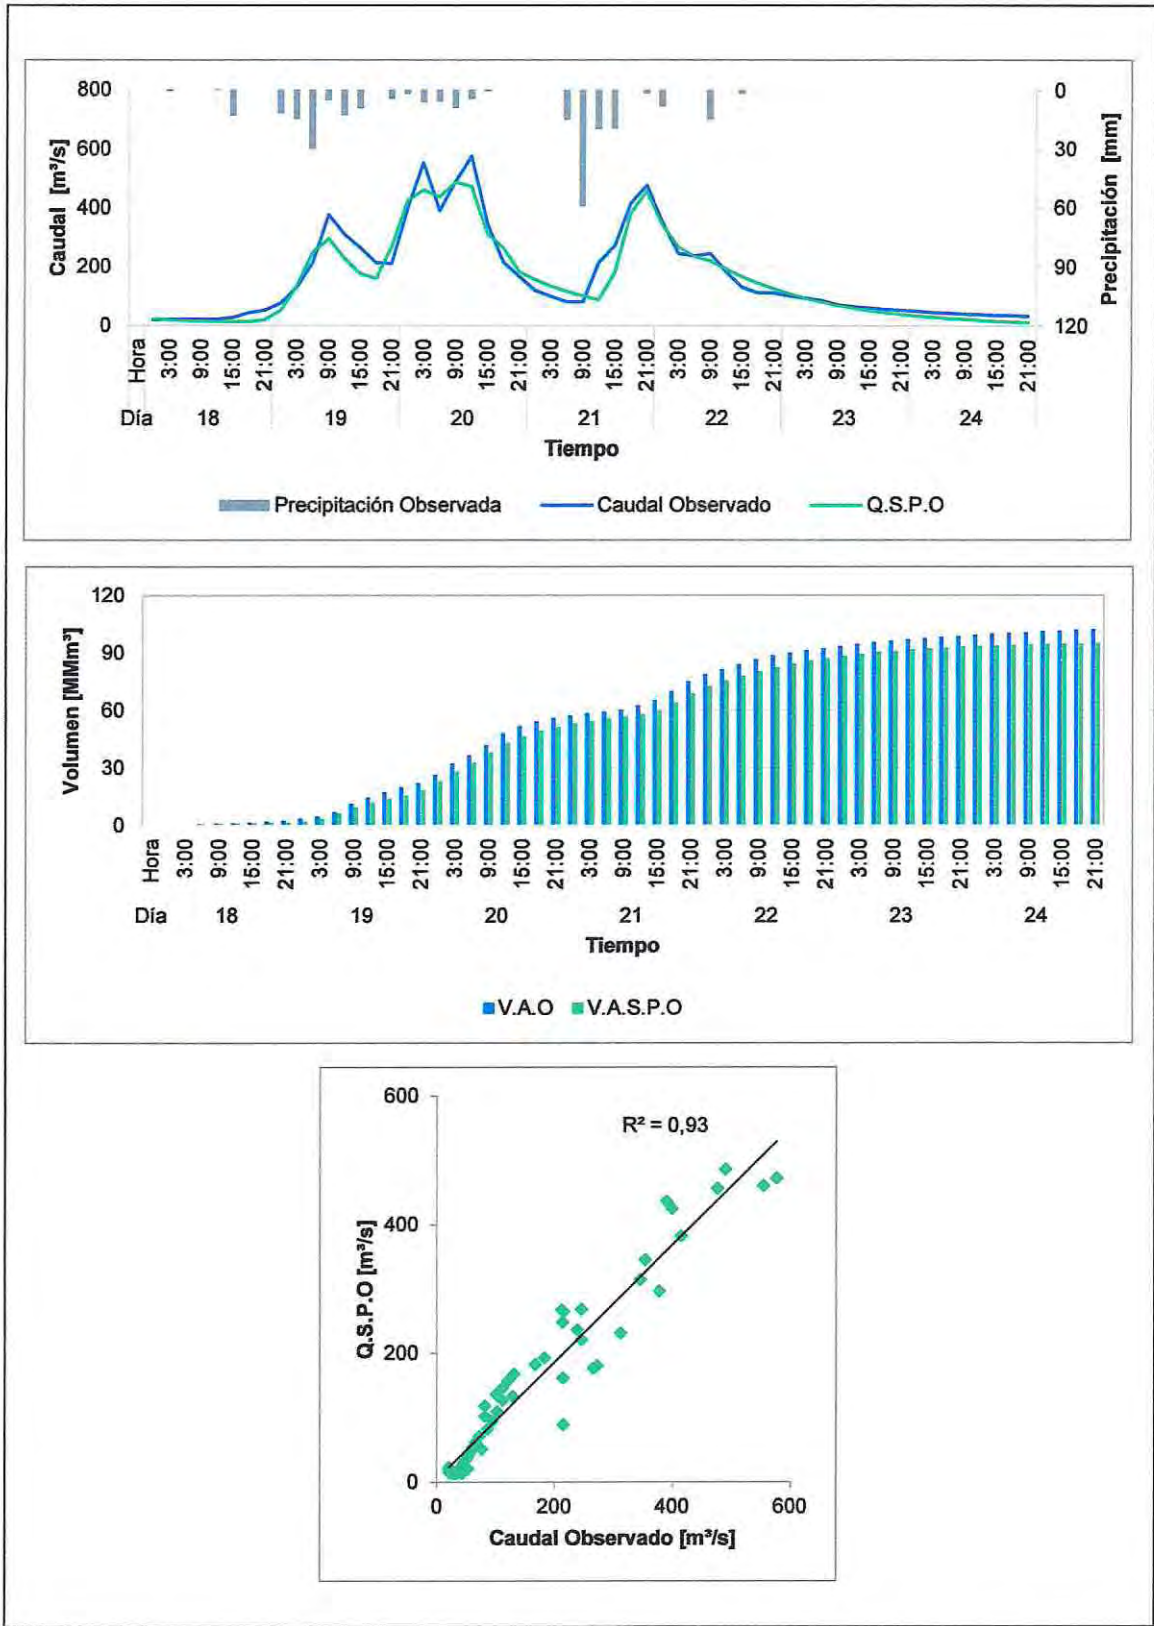 800
600
400
200
0
Caudal [m³/s]
0
30
60
90
120
Precipitación [mm]
Hora 3:00 9:00 15:00 21:00 3:00 9:00 15:00 21:00 3:00 9:00 15:00 21:00 3:00 9:00 15:00 21:00 3:00 9:00 15:00 21:00 3:00 9:00 15:00 21:00 3:00 9:00 15:00 21:00
Día 18 19 20 21 22 23 24
Tiempo
Precipitación Observada Caudal Observado Q.S.P.O
120
90
60
30
0
Volumen [MMm³]
Hora 3:00 9:00 15:00 21:00 3:00 9:00 15:00 21:00 3:00 9:00 15:00 21:00 3:00 9:00 15:00 21:00 3:00 9:00 15:00 21:00 3:00 9:00 15:00 21:00 3:00 9:00 15:00 21:00
Día 18 19 20 21 22 23 24
Tiempo
V.A.O V.A.S.P.O
600
400
200
0
Q.S.P.O [m³/s]
R² = 0,93
0 200 400 600
Caudal Observado [m³/s]